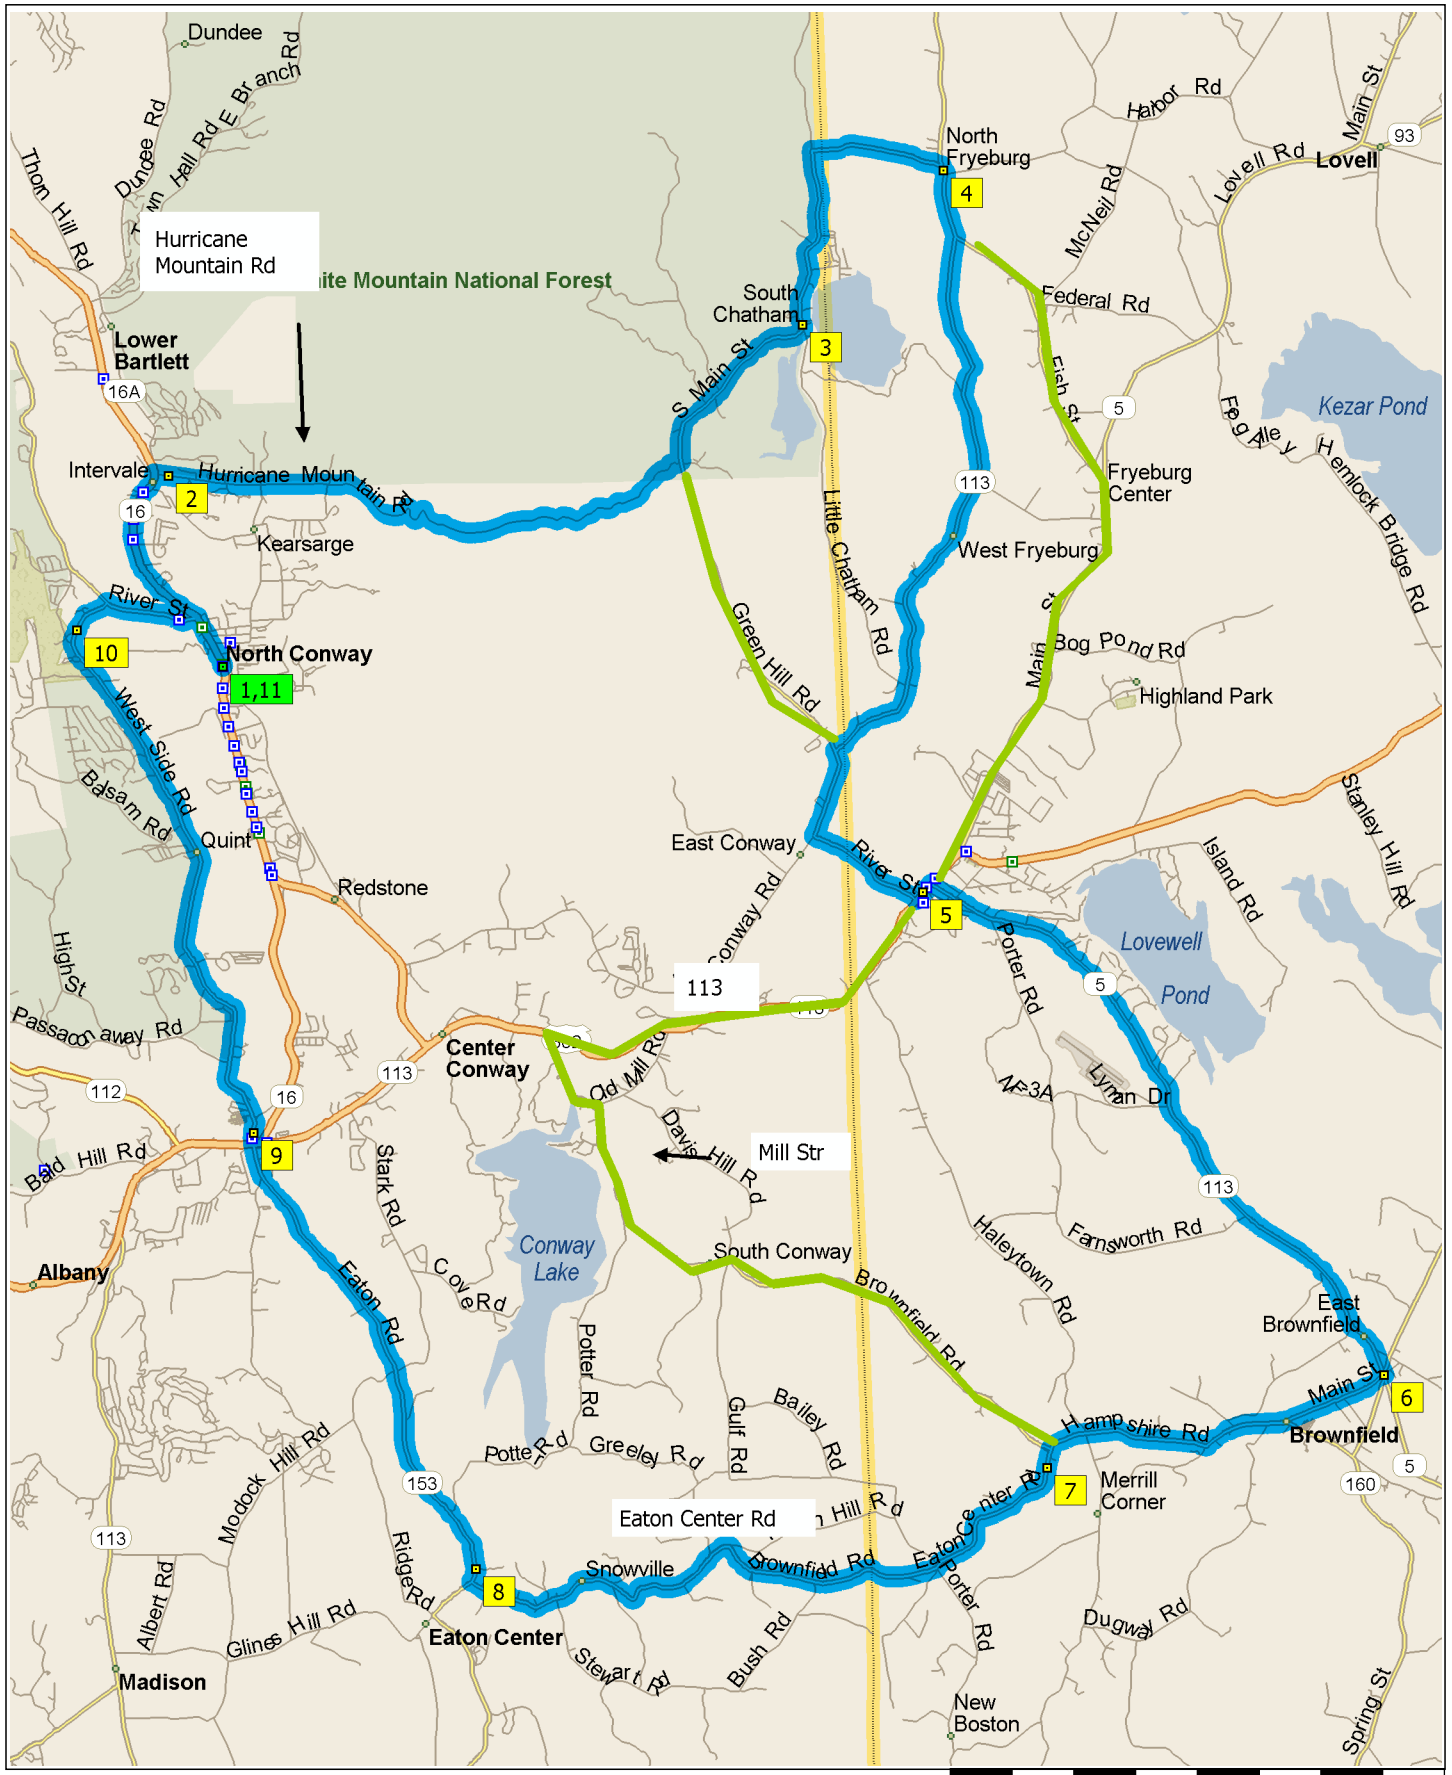 Dundee
E Branch Rd
Main St
Harbor Rd
93
Lovell
Lovell Rd
North
Fryeburg
4
McNeil Rd
Thorn Hill Rd
Dundee Rd
Hall Rd
Hurricane
Mountain Rd
Mountain National Forest
South
Chatham
3
Federal Rd
Lower
Bartlett
16A
S Main St
Fish St
5
Kezar Pond
Hemlock Bridge Rd
Intervale
Hurricane Mountain Rd
2
16
Kearsarge
113
Fryeburg
Center
Little Chatham Rd
West Fryeburg
River St
10
North Conway
1,11
Green Hill Rd
Main St
Bog Pond Rd
Highland Park
West Side Rd
Balsam Rd
Quint
Redstone
East Conway
River St
5
Stanley Hill Rd
Island Rd
Lovewell
Pond
Porter Rd
5
High St
Conway Rd
113
Passaconaway Rd
Center
Conway
Old Mill Rd
112
113
16
Lyman Dr
Davis Hill Rd
Mill Str
Bald Hill Rd
9
Stark Rd
113
Farnsworth Rd
Haleytown Rd
Albany
Conway
Lake
South Conway
Cove Rd
Eaton Rd
Brownfield Rd
East
Brownfield
Main St
6
Potter Rd
Gulf Rd
Bailey Rd
Hampshire Rd
Brownfield
Potter Rd
Greeley Rd
Modock Hill Rd
153
Eaton Center Rd
Hill Rd
Eaton Center Rd
7
Merrill
Corner
5
160
113
Ridge Rd
8
Snowville
Brownfield Rd
Porter Rd
Albert Rd
Glines Hill Rd
Eaton Center
Stewart Rd
Bush Rd
Dugway Rd
Madison
New
Boston
Spring St